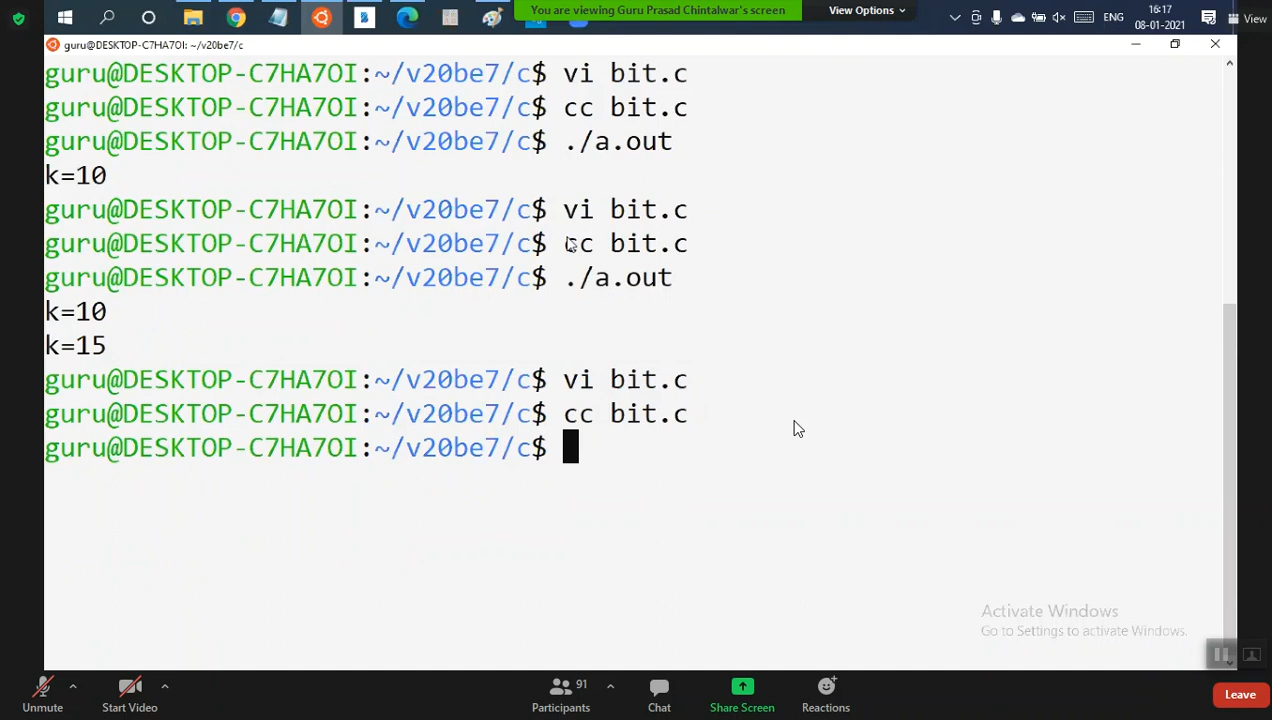 You are viewing Guru Prasad Chintalwar's screen
View Options
ENG
16:17
08-01-2021
View
guru@DESKTOP-C7HA7OI: ~/v20be7/c
guru@DESKTOP-C7HA7OI:~/v20be7/c$ vi bit.c
guru@DESKTOP-C7HA7OI:~/v20be7/c$ cc bit.c
guru@DESKTOP-C7HA7OI:~/v20be7/c$ ./a.out
k=10
guru@DESKTOP-C7HA7OI:~/v20be7/c$ vi bit.c
guru@DESKTOP-C7HA7OI:~/v20be7/c$ cc bit.c
guru@DESKTOP-C7HA7OI:~/v20be7/c$ ./a.out
k=10
k=15
guru@DESKTOP-C7HA7OI:~/v20be7/c$ vi bit.c
guru@DESKTOP-C7HA7OI:~/v20be7/c$ cc bit.c
guru@DESKTOP-C7HA7OI:~/v20be7/c$
Activate Windows
Go to Settings to activate Windows.
91
Unmute
Start Video
Participants
Chat
Share Screen
Reactions
Leave